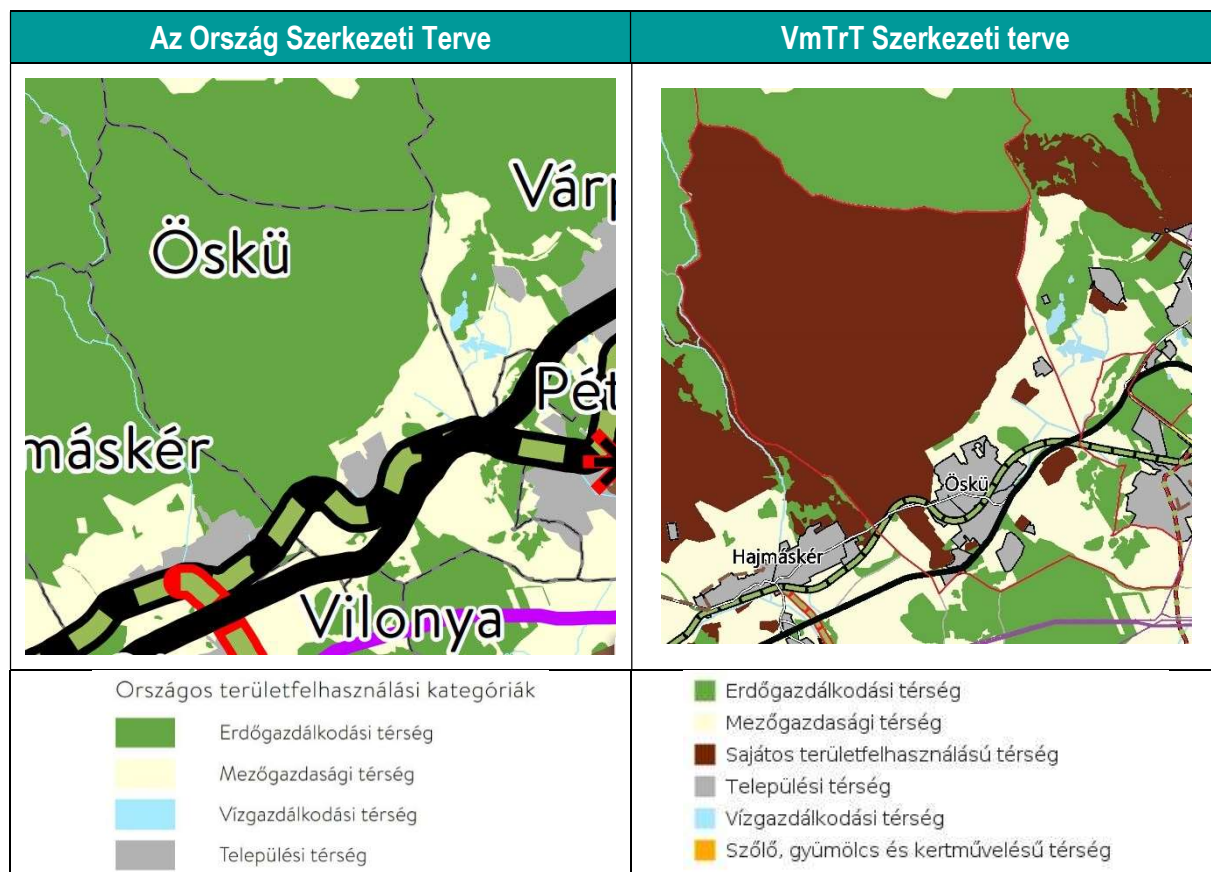 Az Ország Szerkezeti Terve
VmTrT Szerkezeti terve
Vár
Öskü
Pét
máskér
Vilonya
Öskü
Hajmáskér
Országos területfelhasználási kategóriák
Erdőgazdálkodási térség
Mezőgazdasági térség
Vízgazdálkodási térség
Települési térség
Erdőgazdálkodási térség
Mezőgazdasági térség
Sajátos területfelhasználású térség
Települési térség
Vízgazdálkodási térség
Szőlő, gyümölcs és kertművelésű térség